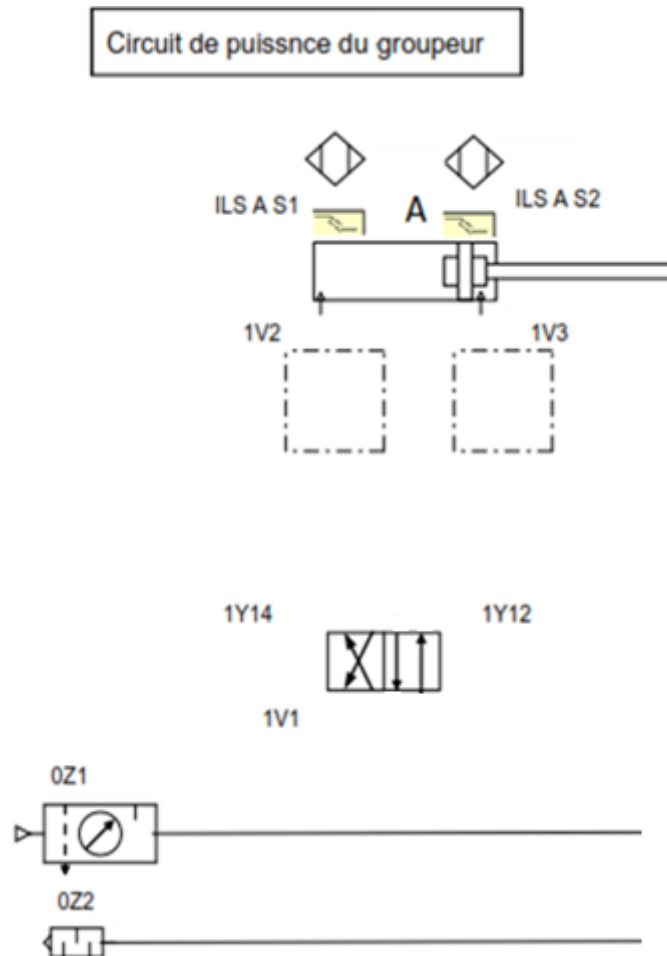 Circuit de puissnce du groupeur
ILS A S1
A
ILS A S2
1V2
1V3
1Y14
1Y12
1V1
0Z1
0Z2